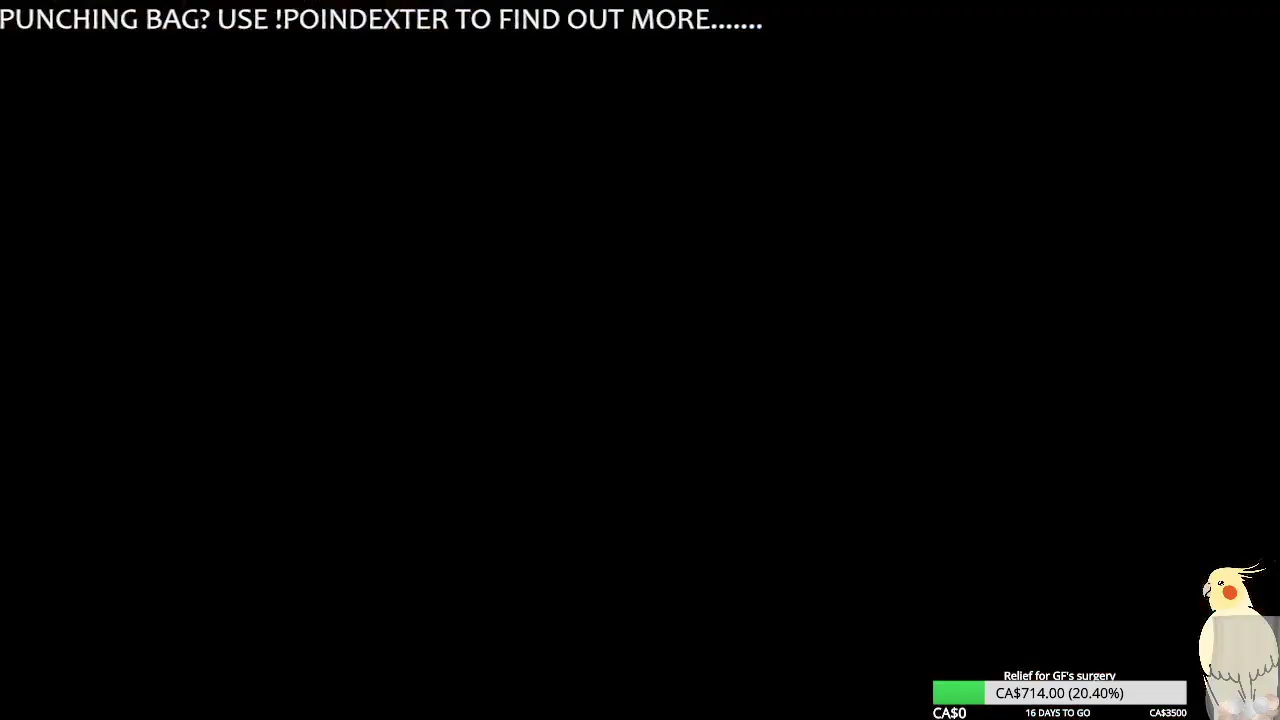 PUNCHING BAG? USE !POINDEXTER TO FIND OUT MORE.......
Relief for GF's surgery
CA$714.00 (20.40%)
CA$0 16 DAYS TO GO CA$3500